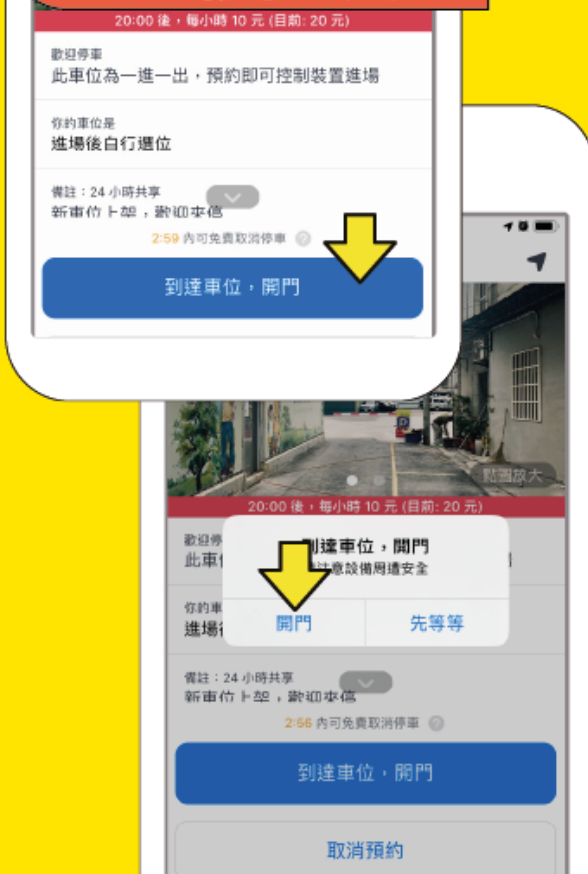 20:00 後，每小時 10 元 (目前: 20 元)
歡迎停車
此車位為一進一出，預約即可控制裝置進場
你的車位是
進場後自行選位
備註：24 小時共享
新車位上架，歡迎來停
2:59 內可免費取消停車 ?
到達車位，開門
點圖放大
20:00 後，每小時 10 元 (目前: 20 元)
歡迎停
此車
到達車位，開門
注意設備周遭安全
你的車
進場
開門
先等等
備註：24 小時共享
新車位上架，歡迎來停
2:56 內可免費取消停車 ?
到達車位，開門
取消預約